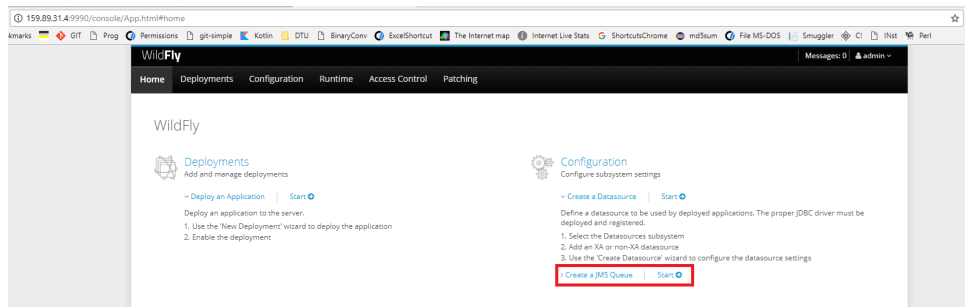 159.89.31.4:9990/console/App.html#home
kmarks GIT Prog Permissions git-simple Kotlin DTU BinaryConv ExcelShortcut The Internet map Internet Live Stats ShortcutsChrome md5sum File MS-DOS Smuggler C! INst Perl
WildFly Messages: 0 admin
Home Deployments Configuration Runtime Access Control Patching
WildFly
Deployments
Add and manage deployments
Deploy an Application Start
Deploy an application to the server.
1. Use the 'New Deployment' wizard to deploy the application
2. Enable the deployment
Configuration
Configure subsystem settings
Create a Datasource Start
Define a datasource to be used by deployed applications. The proper JDBC driver must be
deployed and registered.
1. Select the Datasources subsystem
2. Add an XA or non-XA datasource
3. Use the 'Create Datasource' wizard to configure the datasource settings
Create a JMS Queue Start